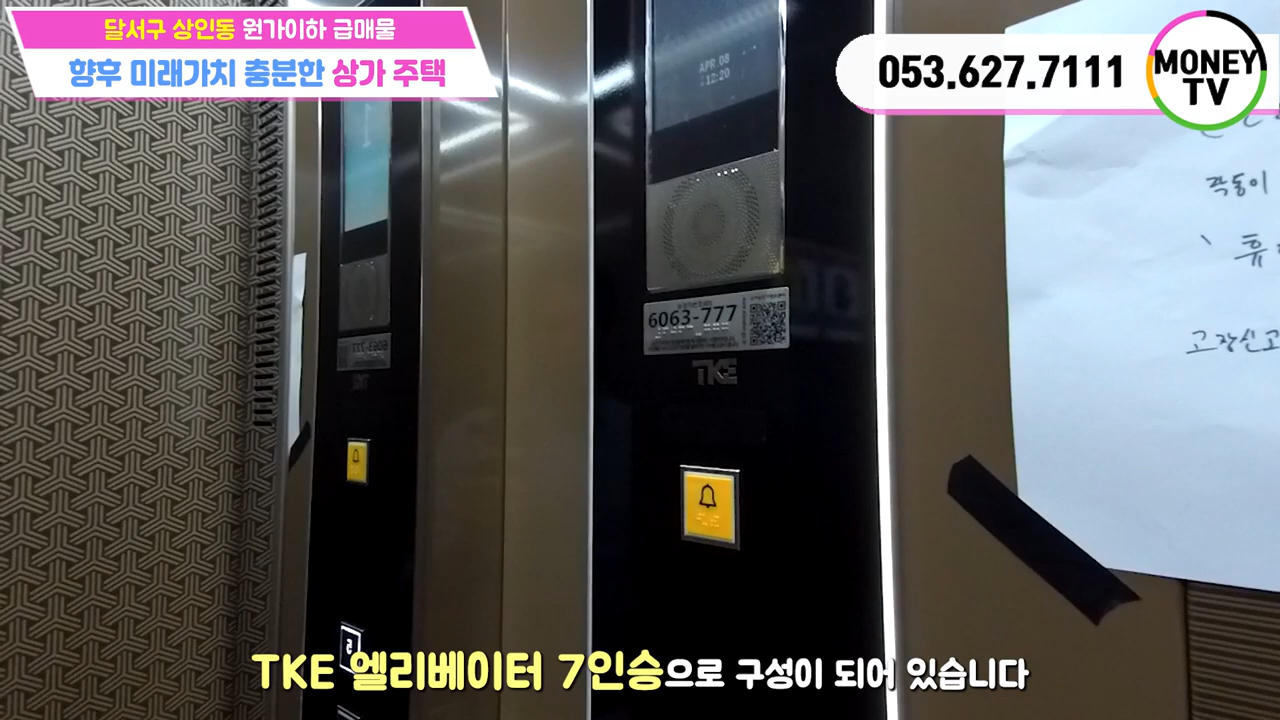 달서구 상인동 원가이하 급매물
향후 미래가치 충분한 상가 주택
053.627.7111
MONEY
TV
APR.08
12:20
6063-777
TKE
작동이
휴
고장신고
TKE 엘리베이터 7인승으로 구성이 되어 있습니다